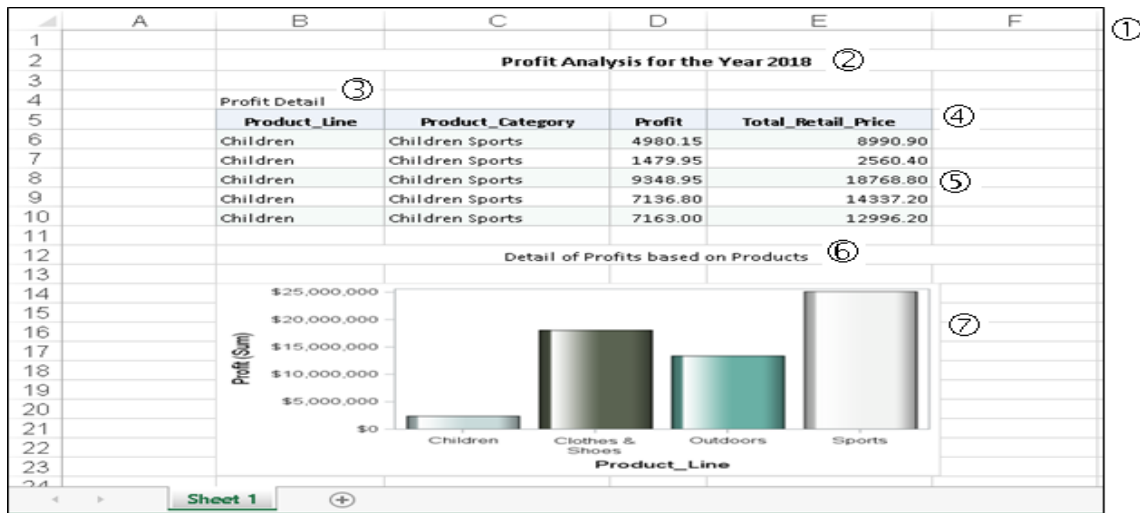 A B C D E F ①
1
2 Profit Analysis for the Year 2018 ②
3 ③
4 Profit Detail
5 Product_Line Product_Category Profit Total_Retail_Price ④
6 Children Children Sports 4980.15 8990.90
7 Children Children Sports 1479.95 2560.40
8 Children Children Sports 9348.95 18768.80 ⑤
9 Children Children Sports 7136.80 14337.20
10 Children Children Sports 7163.00 12996.20
11
12 Detail of Profits based on Products ⑥
13
14 $25,000,000
15 $20,000,000 ⑦
16
17 $15,000,000
18 $10,000,000
19
20 $5,000,000
21 $0
Profit (Sum)
22 Children Clothes & Shoes Outdoors Sports
23 Product_Line
24
Sheet 1